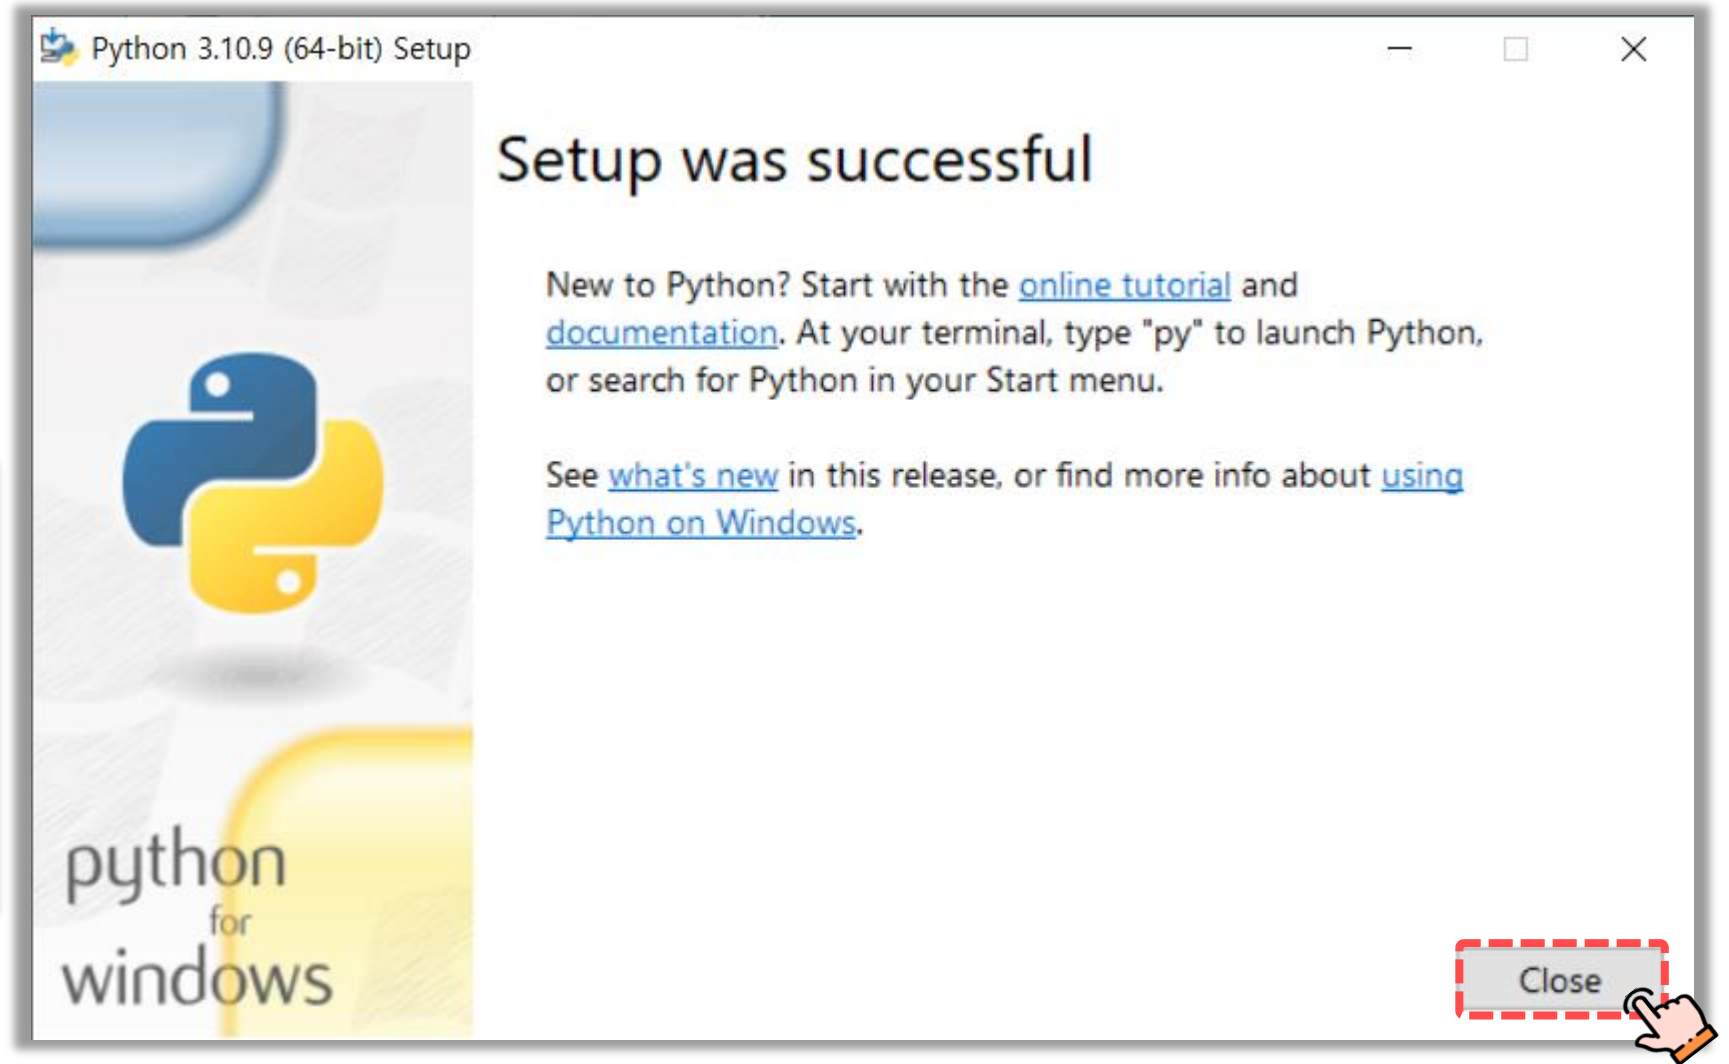 Python 3.10.9 (64-bit) Setup
Setup was successful
New to Python? Start with the online tutorial and
documentation. At your terminal, type "py" to launch Python,
or search for Python in your Start menu.
See what's new in this release, or find more info about using
Python on Windows.
python
for
windows
Close